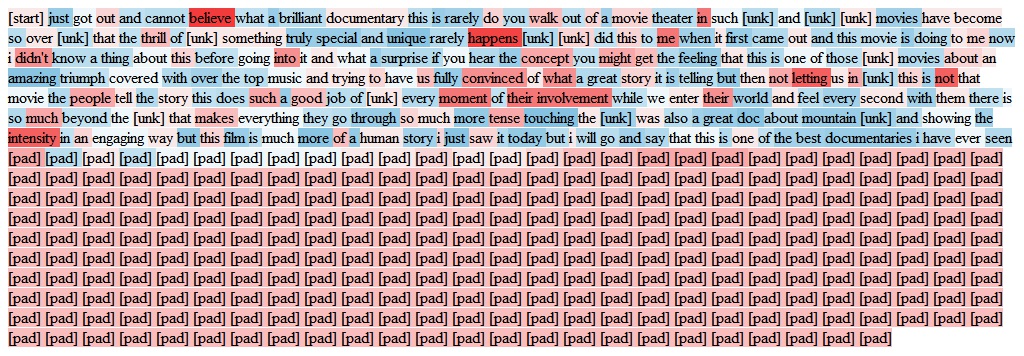 [start] just got out and cannot believe what a brilliant documentary this is rarely do you walk out of a movie theater in such [unk] and [unk] [unk] movies have become
so over [unk] that the thrill of [unk] something truly special and unique rarely happens [unk] [unk] did this to me when it first came out and this movie is doing to me now
i didn't know a thing about this before going into it and what a surprise if you hear the concept you might get the feeling that this is one of those [unk] movies about an
amazing triumph covered with over the top music and trying to have us fully convinced of what a great story it is telling but then not letting us in [unk] this is not that
movie the people tell the story this does such a good job of [unk] every moment of their involvement while we enter their world and feel every second with them there is
so much beyond the [unk] that makes everything they go through so much more tense touching the [unk] was also a great doc about mountain [unk] and showing the
intensity in an engaging way but this film is much more of a human story i just saw it today but i will go and say that this is one of the best documentaries i have ever seen
[pad] [pad] [pad] [pad] [pad] [pad] [pad] [pad] [pad] [pad] [pad] [pad] [pad] [pad] [pad] [pad] [pad] [pad] [pad] [pad] [pad] [pad] [pad] [pad] [pad] [pad] [pad]
[pad] [pad] [pad] [pad] [pad] [pad] [pad] [pad] [pad] [pad] [pad] [pad] [pad] [pad] [pad] [pad] [pad] [pad] [pad] [pad] [pad] [pad] [pad] [pad] [pad] [pad] [pad]
[pad] [pad] [pad] [pad] [pad] [pad] [pad] [pad] [pad] [pad] [pad] [pad] [pad] [pad] [pad] [pad] [pad] [pad] [pad] [pad] [pad] [pad] [pad] [pad] [pad] [pad] [pad]
[pad] [pad] [pad] [pad] [pad] [pad] [pad] [pad] [pad] [pad] [pad] [pad] [pad] [pad] [pad] [pad] [pad] [pad] [pad] [pad] [pad] [pad] [pad] [pad] [pad] [pad] [pad]
[pad] [pad] [pad] [pad] [pad] [pad] [pad] [pad] [pad] [pad] [pad] [pad] [pad] [pad] [pad] [pad] [pad] [pad] [pad] [pad] [pad] [pad] [pad] [pad] [pad] [pad] [pad]
[pad] [pad] [pad] [pad] [pad] [pad] [pad] [pad] [pad] [pad] [pad] [pad] [pad] [pad] [pad] [pad] [pad] [pad] [pad] [pad] [pad] [pad] [pad] [pad] [pad] [pad] [pad]
[pad] [pad] [pad] [pad] [pad] [pad] [pad] [pad] [pad] [pad] [pad] [pad] [pad] [pad] [pad] [pad] [pad] [pad] [pad] [pad] [pad] [pad] [pad] [pad] [pad] [pad] [pad]
[pad] [pad] [pad] [pad] [pad] [pad] [pad] [pad] [pad] [pad] [pad] [pad] [pad] [pad] [pad] [pad] [pad] [pad] [pad] [pad] [pad] [pad] [pad] [pad] [pad] [pad] [pad]
[pad] [pad] [pad] [pad] [pad] [pad] [pad] [pad] [pad] [pad] [pad] [pad] [pad] [pad] [pad] [pad] [pad] [pad] [pad] [pad] [pad] [pad] [pad] [pad] [pad] [pad] [pad]
[pad] [pad] [pad] [pad] [pad] [pad] [pad] [pad] [pad] [pad] [pad] [pad] [pad] [pad] [pad] [pad] [pad] [pad] [pad] [pad] [pad] [pad] [pad] [pad]